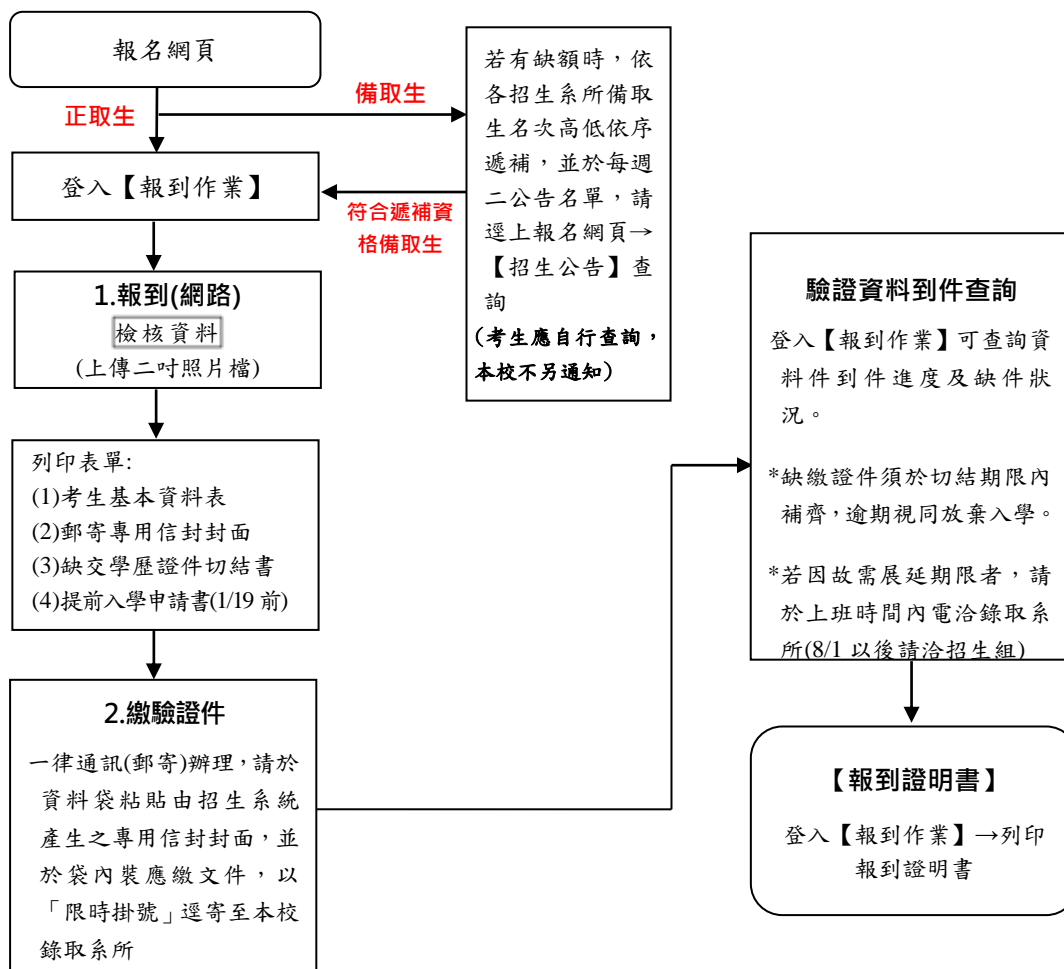 報名網頁
正取生
備取生
若有缺額時，依
各招生系所備取
生名次高低依序
遞補，並於每週
二公告名單，請
逕上報名網頁→
【招生公告】查
詢
(考生應自行查詢，
本校不另通知)
登入【報到作業】
符合遞補資
格備取生
1.報到(網路)
檢核資料
(上傳二吋照片檔)
列印表單:
(1)考生基本資料表
(2)郵寄專用信封封面
(3)缺交學歷證件切結書
(4)提前入學申請書(1/19 前)
2.繳驗證件
一律通訊(郵寄)辦理，請於
資料袋粘貼由招生系統
產生之專用信封封面，並
於袋內裝應繳文件，以
「限時掛號」逕寄至本校
錄取系所
驗證資料到件查詢
登入【報到作業】可查詢資
料件到件進度及缺件狀
況。
*缺繳證件須於切結期限內
補齊，逾期視同放棄入學。
*若因故需展延期限者，請
於上班時間內電洽錄取系
所(8/1 以後請洽招生組)
【報到證明書】
登入【報到作業】→列印
報到證明書